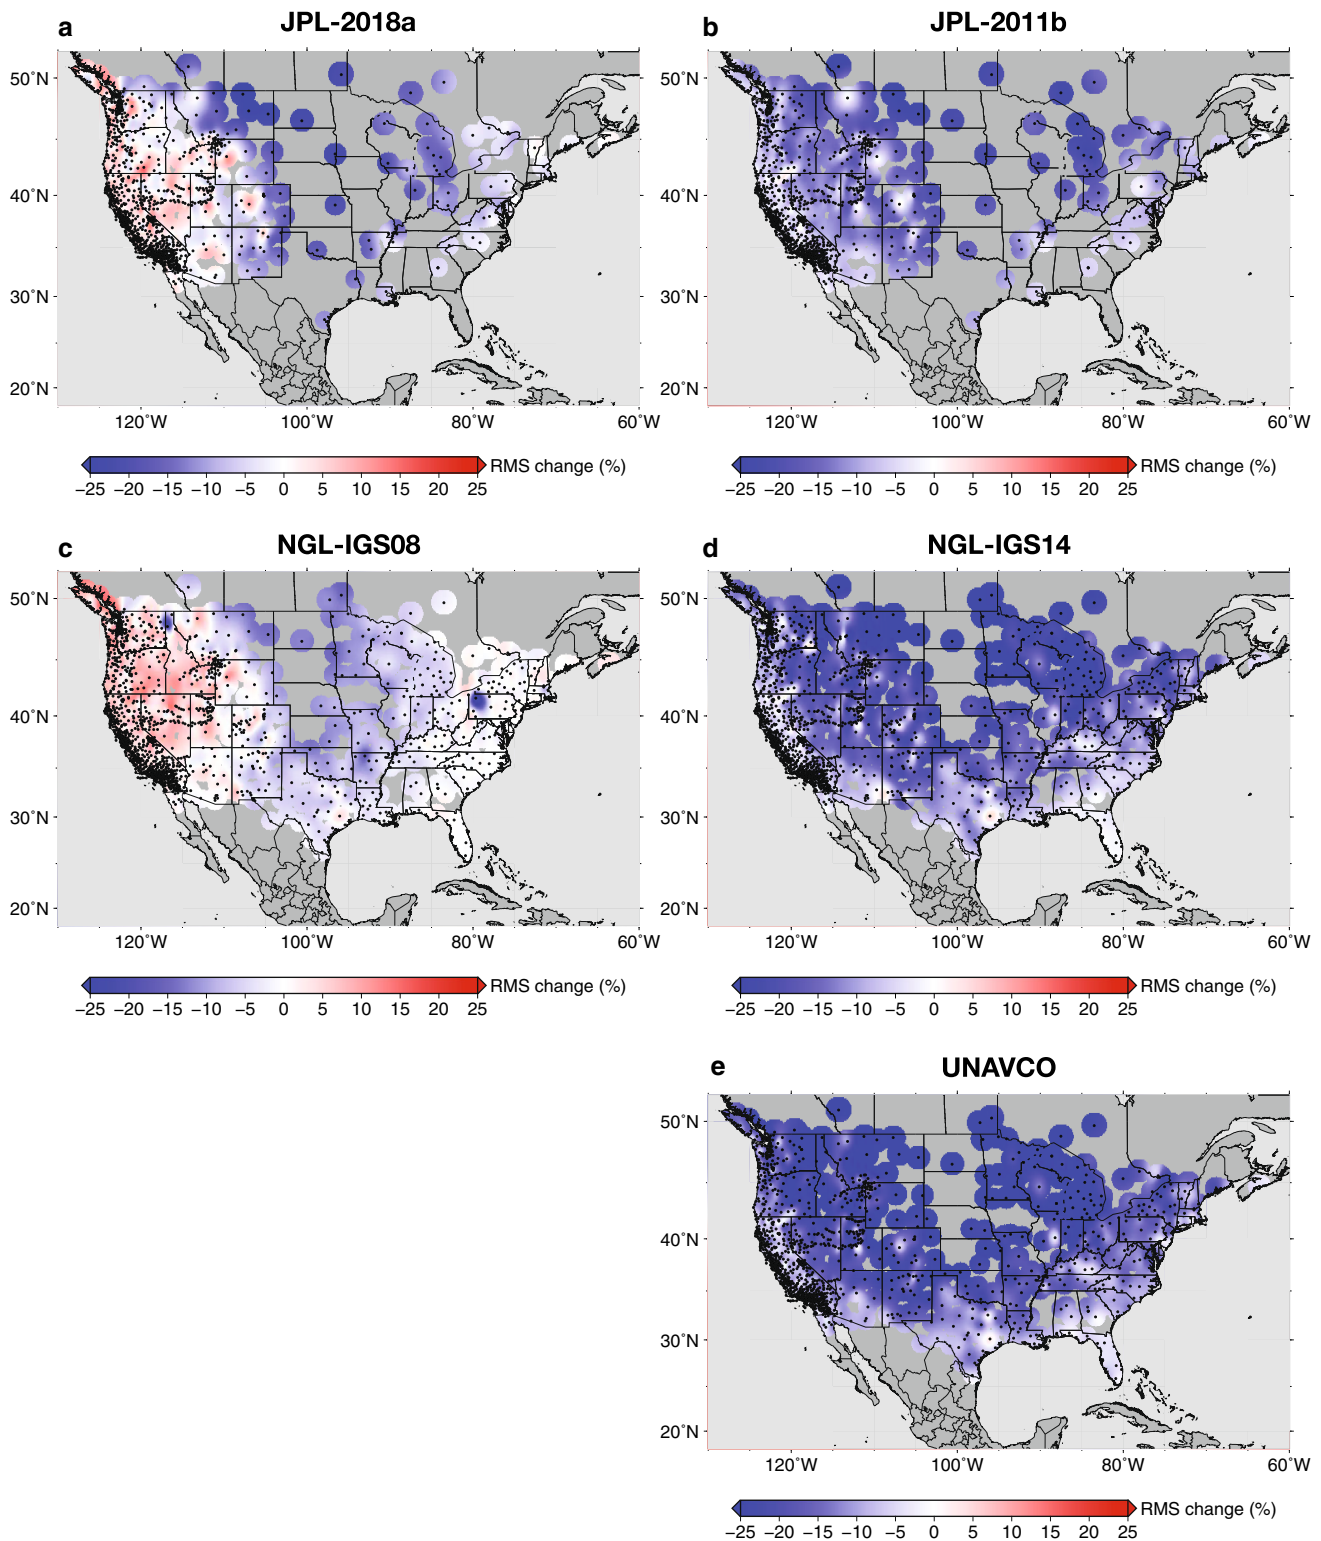 a JPL-2018a
50°N
40°N
30°N
20°N
120°W 100°W 80°W 60°W
−25 −20 −15 −10 −5 0 5 10 15 20 25 RMS change (%)
b JPL-2011b
50°N
40°N
30°N
20°N
120°W 100°W 80°W 60°W
−25 −20 −15 −10 −5 0 5 10 15 20 25 RMS change (%)
c NGL-IGS08
50°N
40°N
30°N
20°N
120°W 100°W 80°W 60°W
−25 −20 −15 −10 −5 0 5 10 15 20 25 RMS change (%)
d NGL-IGS14
50°N
40°N
30°N
20°N
120°W 100°W 80°W 60°W
−25 −20 −15 −10 −5 0 5 10 15 20 25 RMS change (%)
e UNAVCO
50°N
40°N
30°N
20°N
120°W 100°W 80°W 60°W
−25 −20 −15 −10 −5 0 5 10 15 20 25 RMS change (%)